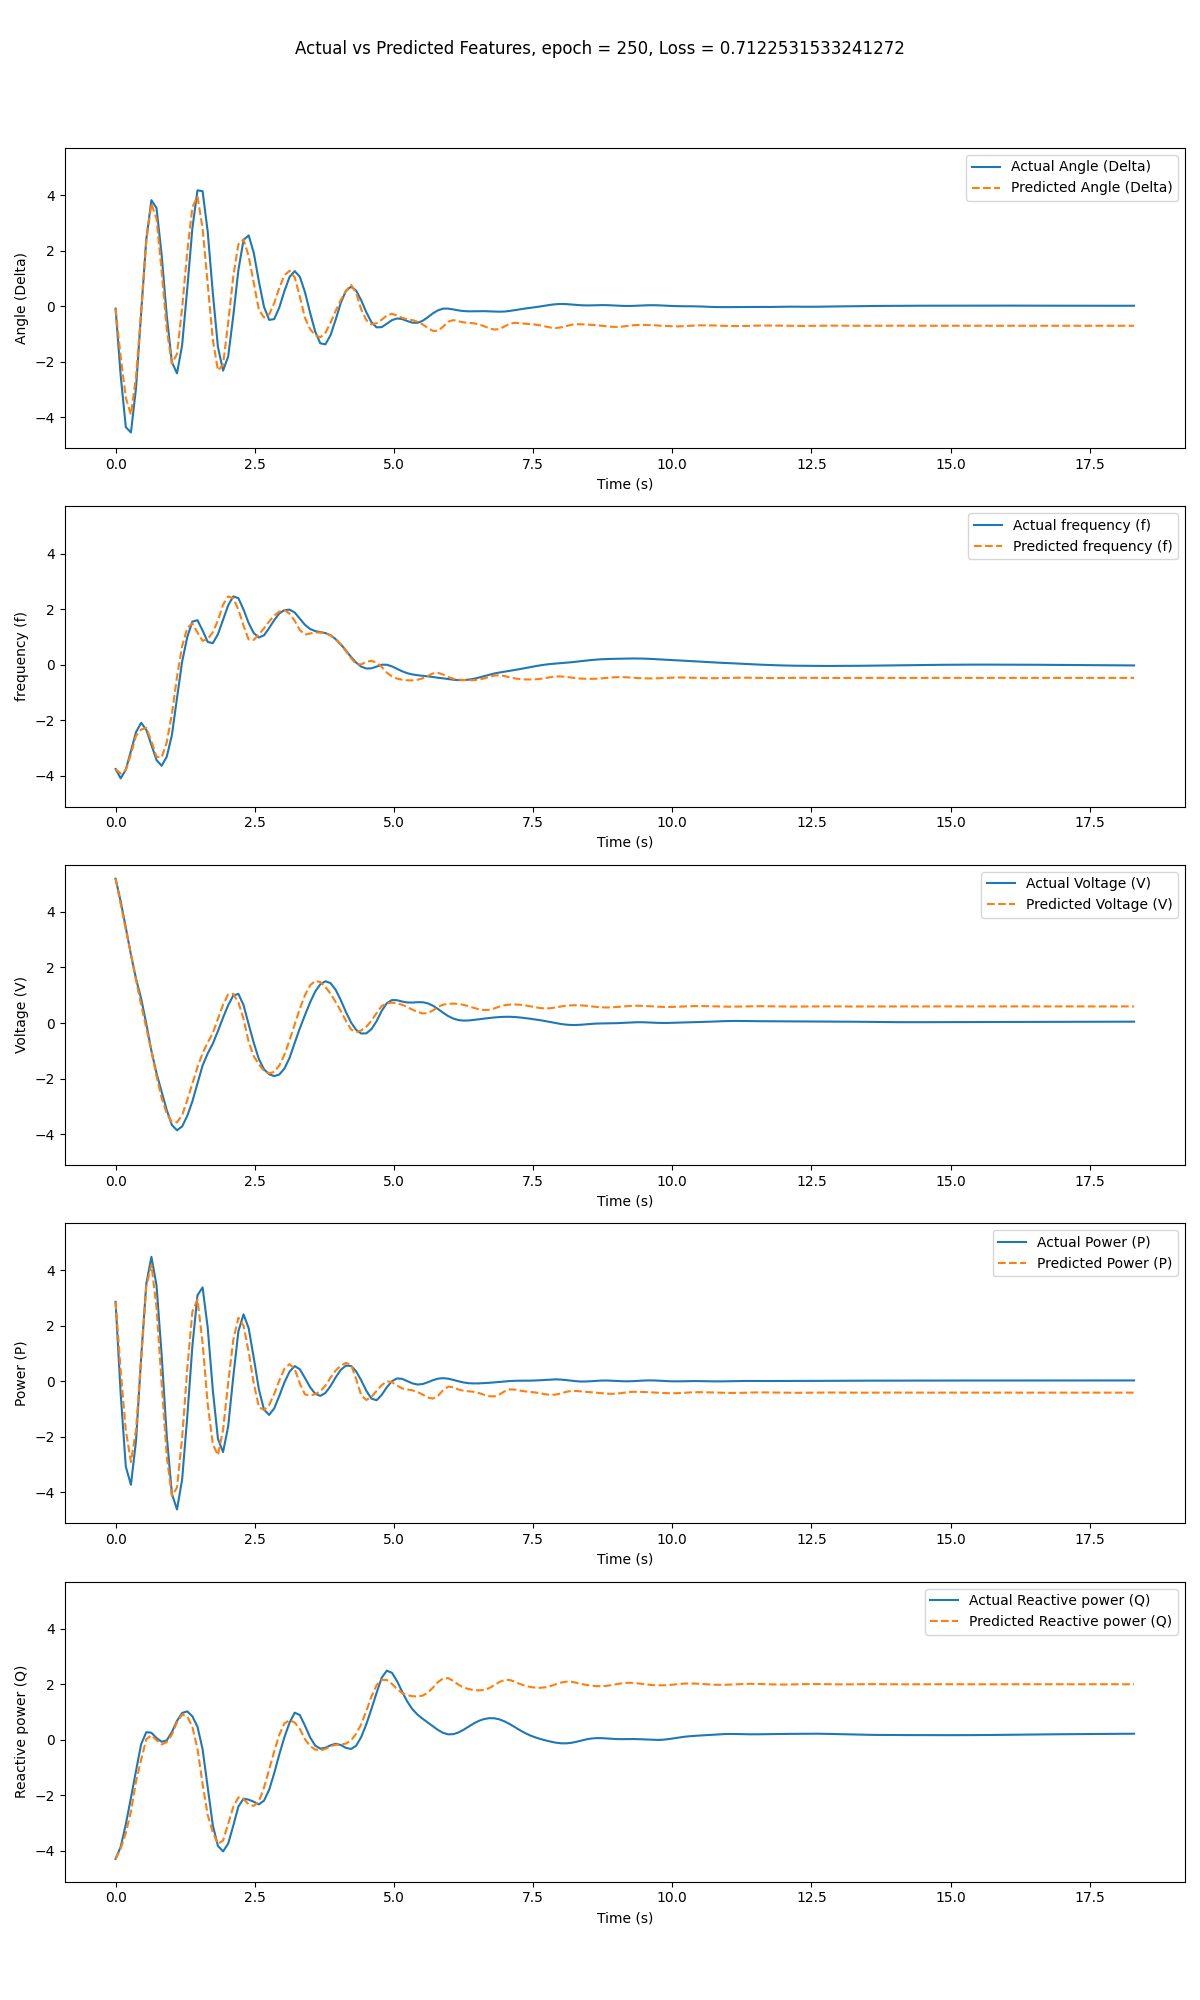 Actual vs Predicted Features, epoch = 250, Loss = 0.7122531533241272
Actual Angle (Delta)
Predicted Angle (Delta)
Angle (Delta)
4
2
0
−2
−4
0.0 2.5 5.0 7.5 10.0 12.5 15.0 17.5
Time (s)
Actual frequency (f)
Predicted frequency (f)
frequency (f)
4
2
0
−2
−4
0.0 2.5 5.0 7.5 10.0 12.5 15.0 17.5
Time (s)
Actual Voltage (V)
Predicted Voltage (V)
Voltage (V)
4
2
0
−2
−4
0.0 2.5 5.0 7.5 10.0 12.5 15.0 17.5
Time (s)
Actual Power (P)
Predicted Power (P)
Power (P)
4
2
0
−2
−4
0.0 2.5 5.0 7.5 10.0 12.5 15.0 17.5
Time (s)
Actual Reactive power (Q)
Predicted Reactive power (Q)
Reactive power (Q)
4
2
0
−2
−4
0.0 2.5 5.0 7.5 10.0 12.5 15.0 17.5
Time (s)